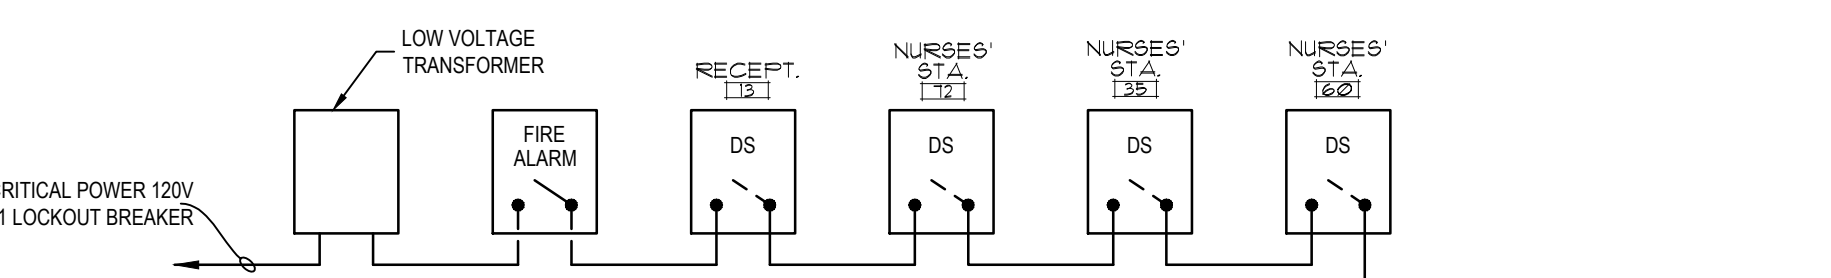 LOW VOLTAGE
TRANSFORMER
RECEPT.
13
NURSES'
STA.
72
NURSES'
STA.
35
NURSES'
STA.
60
FIRE
ALARM
DS
DS
DS
DS
CRITICAL POWER 120V
1 LOCKOUT BREAKER